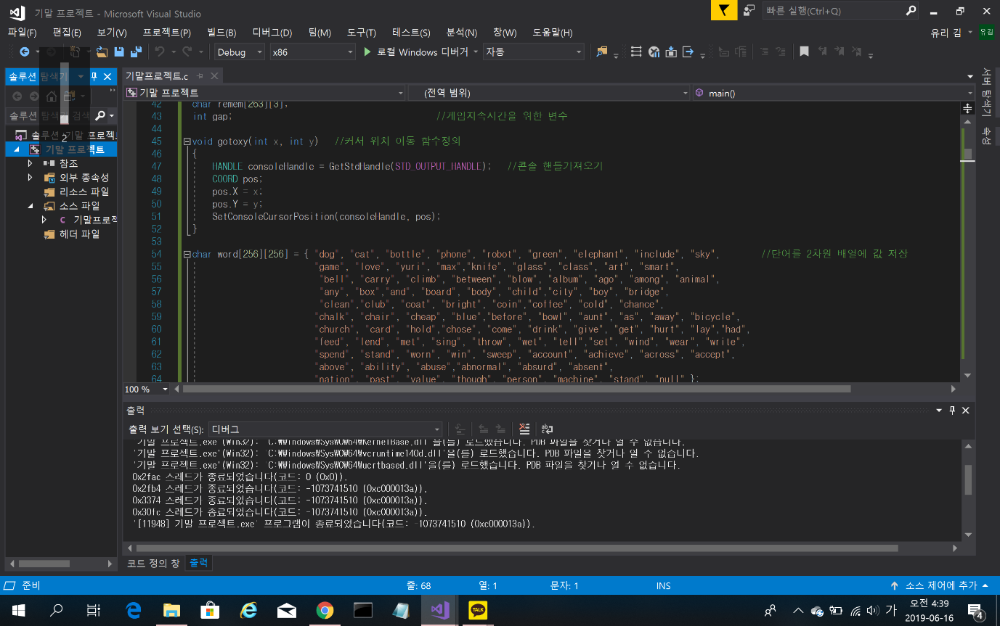 기말 프로젝트 - Microsoft Visual Studio
빠른 실행(Ctrl+Q)
파일(F) 편집(E) 보기(V) 프로젝트(P) 빌드(B) 디버그(D) 팀(M) 도구(T) 테스트(S) 분석(N) 창(W) 도움말(H)
유리 김 유김
Debug x86 로컬 Windows 디버거 자동
솔루션 탐색기
기말프로젝트.c
기말 프로젝트 (전역 범위) main()
솔루션 탐색기 검색
2
솔루션 '기말 프로젝트
기말 프로젝트
참조
외부 종속성
리소스 파일
소스 파일
기말프로젝
헤더 파일
서버 탐색기
속성
42 char remem[263][3];
43 int gap; //게임지속시간을 위한 변수
44
45 void gotoxy(int x, int y) //커서 위치 이동 함수정의
46 {
47 HANDLE consoleHandle = GetStdHandle(STD_OUTPUT_HANDLE); //콘솔 핸들가져오기
48 COORD pos;
49 pos.X = x;
50 pos.Y = y;
51 SetConsoleCursorPosition(consoleHandle, pos);
52 }
53
54 char word[256][256] = { "dog", "cat", "bottle", "phone", "robot", "green", "elephant", "include", "sky", //단어를 2차원 배열에 값 저장
55 "game", "love", "yuri", "max","knife", "glass", "class", "art", "smart",
56 "bell", "carry", "climb", "between", "blow", "album", "ago", "among", "animal",
57 "any", "box","and", "board", "body", "child","city", "boy", "bridge",
58 "clean","club", "coat", "bright", "coin","coffee", "cold", "chance",
59 "chalk", "chair", "cheap", "blue","before", "bowl", "aunt", "as", "away", "bicycle",
60 "church", "card", "hold","chose", "come", "drink", "give", "get", "hurt", "lay","had",
61 "feed", "lend", "met", "sing", "throw", "wet", "tell","set", "wind", "wear", "write",
62 "spend", "stand", "worn", "win", "sweep", "account", "achieve", "across", "accept",
63 "above", "ability", "abuse","abnormal", "absurd", "absent",
64 "nation", "past", "value", "though", "person", "machine", "stand", "null" };
100 %
출력
출력 보기 선택(S): 디버그
'기말 프로젝트.exe'(Win32): 'C:\Windows\SysWOW64\KernelBase.dll'을(를) 로드했습니다. PDB 파일을 찾거나 열 수 없습니다.
'기말 프로젝트.exe'(Win32): 'C:\Windows\SysWOW64\vcruntime140d.dll'을(를) 로드했습니다. PDB 파일을 찾거나 열 수 없습니다.
'기말 프로젝트.exe'(Win32): 'C:\Windows\SysWOW64\ucrtbased.dll'을(를) 로드했습니다. PDB 파일을 찾거나 열 수 없습니다.
0x2fac 스레드가 종료되었습니다(코드: 0 (0x0)).
0x2fb4 스레드가 종료되었습니다(코드: -1073741510 (0xc000013a)).
0x3374 스레드가 종료되었습니다(코드: -1073741510 (0xc000013a)).
0x30fc 스레드가 종료되었습니다(코드: -1073741510 (0xc000013a)).
'[11948] 기말 프로젝트.exe' 프로그램이 종료되었습니다(코드: -1073741510 (0xc000013a)).
코드 정의 창 출력
준비 줄: 68 열: 1 문자: 1 INS 소스 제어에 추가
TALK
가
오전 4:39
2019-06-16
4